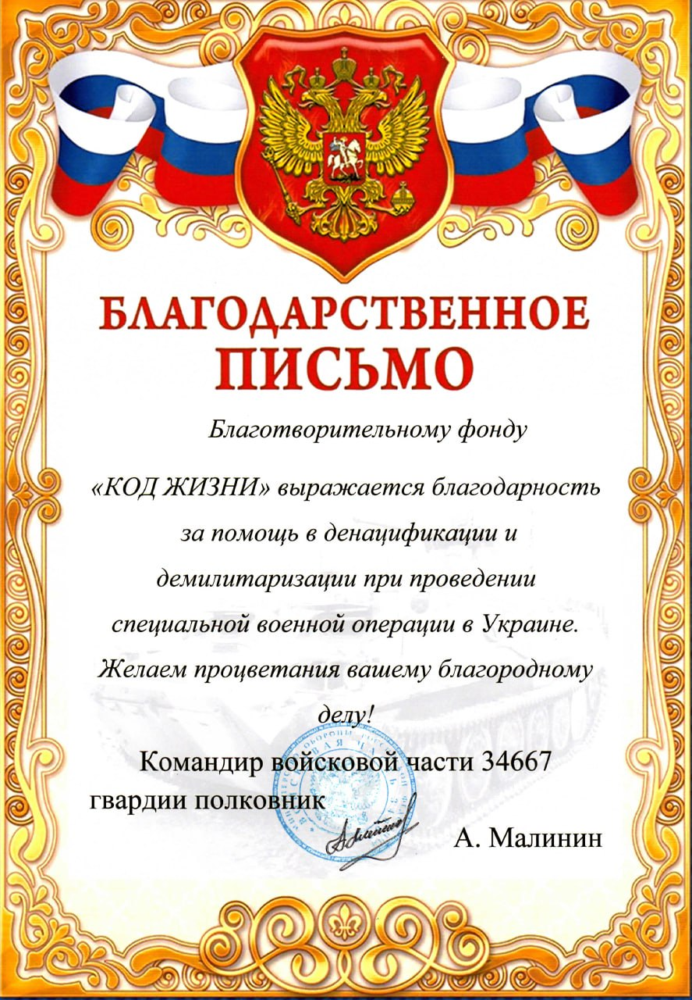 БЛАГОДАРСТВЕННОЕ
ПИСЬМО
Благотворительному фонду
«КОД ЖИЗНИ» выражается благодарность
за помощь в денацификации и
демилитаризации при проведении
специальной военной операции в Украине.
Желаем процветания вашему благородному
делу!
Командир войсковой части 34667
гвардии полковник
А. Малинин